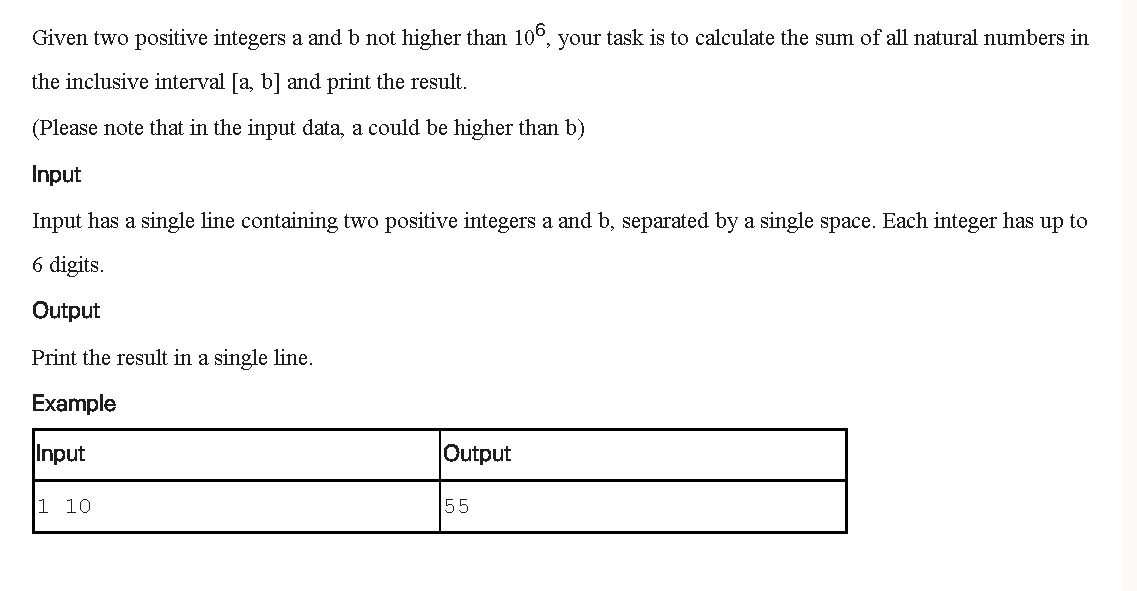 Given two positive integers a and b not higher than 10⁶, your task is to calculate the sum of all natural numbers in
the inclusive interval [a, b] and print the result.
(Please note that in the input data, a could be higher than b)
Input
Input has a single line containing two positive integers a and b, separated by a single space. Each integer has up to
6 digits.
Output
Print the result in a single line.
Example
Input Output
1 10 55